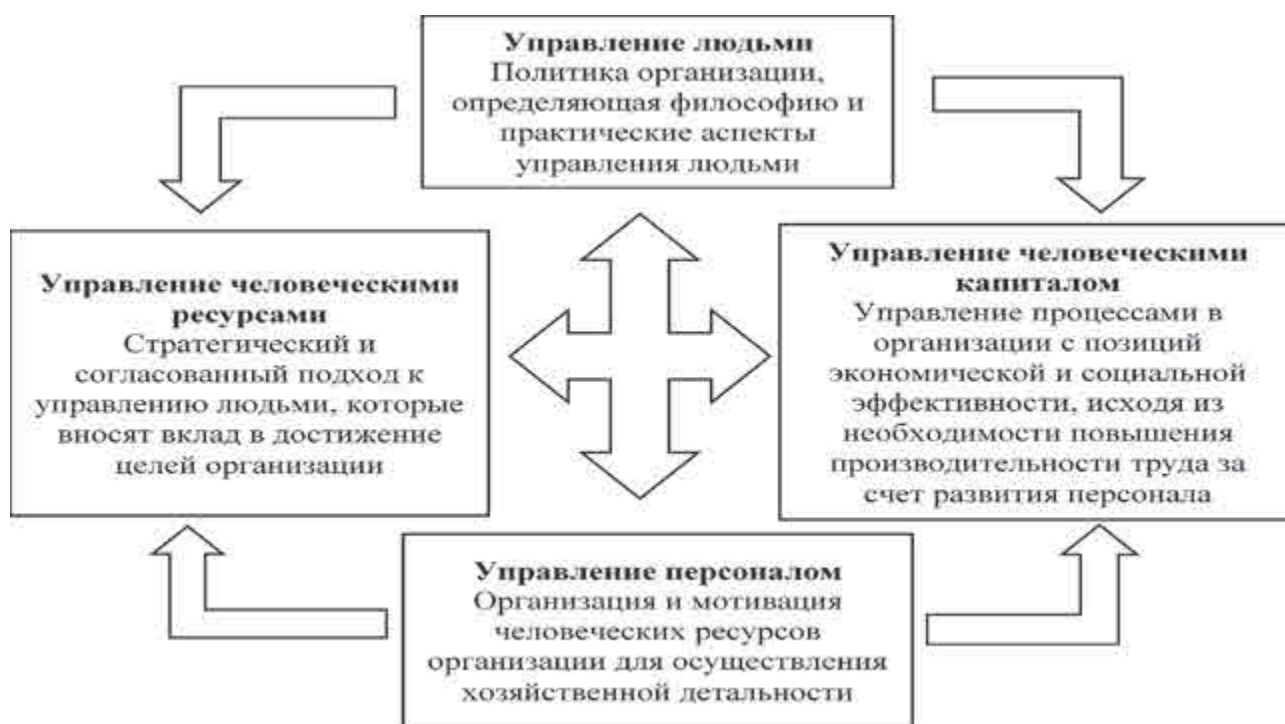 Управление людьми
Политика организации,
определяющая философию и
практические аспекты
управления людьми
Управление человеческими
ресурсами
Стратегический и
согласованный подход к
управлению людьми, которые
вносят вклад в достижение
целей организации
Управление человеческими
капиталом
Управление процессами в
организации с позиций
экономической и социальной
эффективности, исходя из
необходимости повышения
производительности труда за
счет развития персонала
Управление персоналом
Организация и мотивация
человеческих ресурсов
организации для осуществления
хозяйственной детальности